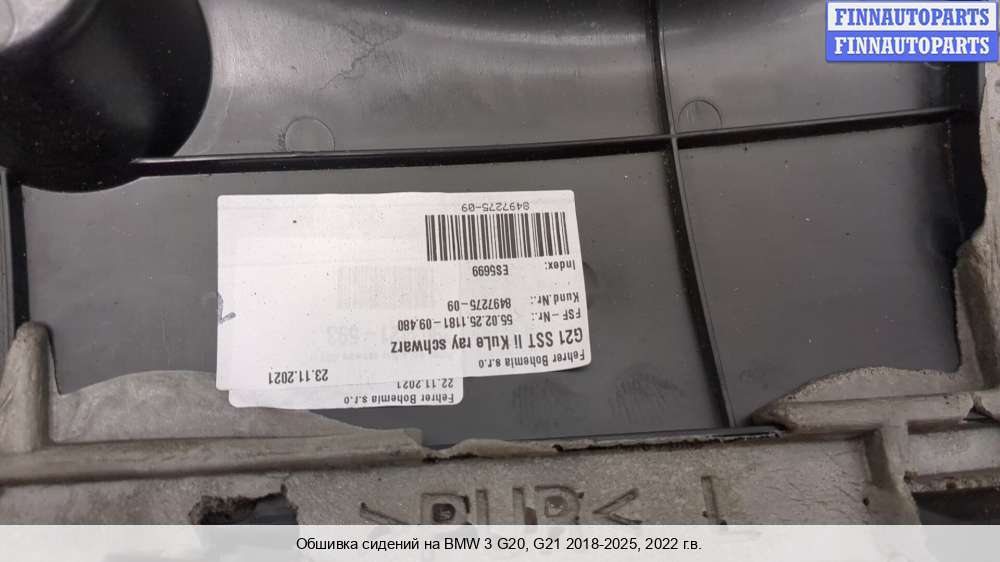 FINNAUTOPARTS
FINNAUTOPARTS
Fehrer Bohemia s.r.o
22.11.2021
Fehrer Bohemia s.r.o
23.11.2021
G21 SST li KuLe ray schwarz
FSF-Nr.: 55.02.25.1181-09.480
Kund.Nr.: 8497275-09
Index: ES5699
8497275-09
>PUR< L
Обшивка сидений на BMW 3 G20, G21 2018-2025, 2022 г.в.